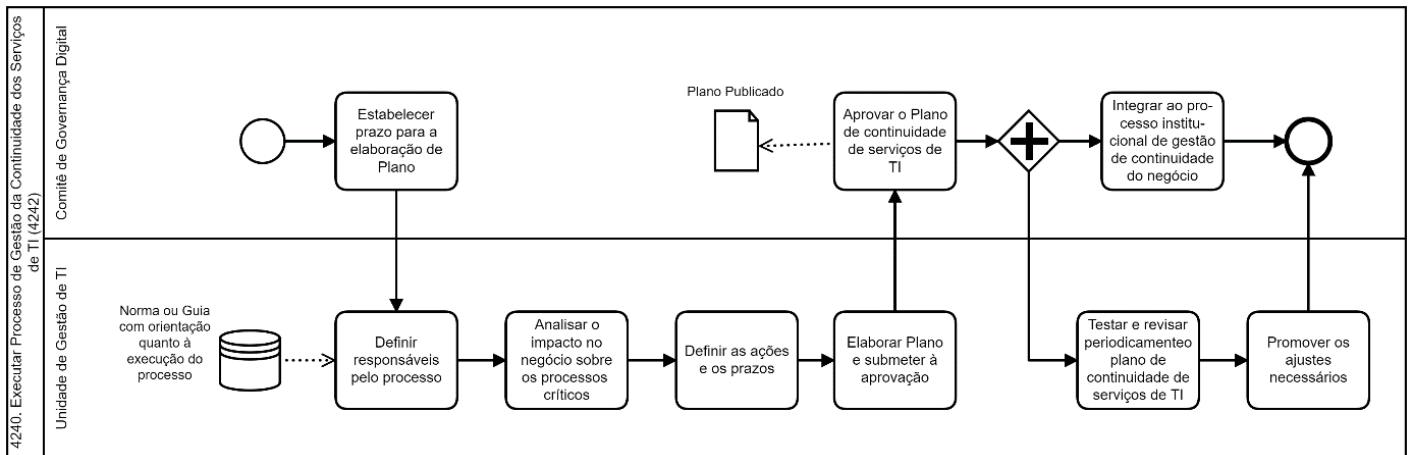 4240. Executar Processo de Gestão da Continuidade dos Serviços
de TI (4242)
Comitê de Governança Digital
Estabelecer
prazo para a
elaboração de
Plano
Plano Publicado
Aprovar o Plano
de continuidade
de serviços de
TI
Integrar ao pro-
cesso institu-
cional de gestão
de continuidade
do negócio
Unidade de Gestão de TI
Norma ou Guia
com orientação
quanto à
execução do
processo
Definir
responsáveis
pelo processo
Analisar o
impacto no
negócio sobre
os processos
críticos
Definir as ações
e os prazos
Elaborar Plano
e submeter à
aprovação
Testar e revisar
periodicamenteo
plano de
continuidade de
serviços de TI
Promover os
ajustes
necessários